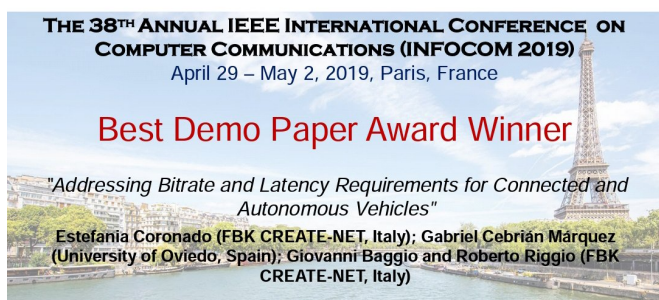 THE 38TH ANNUAL IEEE INTERNATIONAL CONFERENCE ON
COMPUTER COMMUNICATIONS (INFOCOM 2019)
April 29 – May 2, 2019, Paris, France
Best Demo Paper Award Winner
"Addressing Bitrate and Latency Requirements for Connected and
Autonomous Vehicles"
Estefania Coronado (FBK CREATE-NET, Italy); Gabriel Cebrián Márquez
(University of Oviedo, Spain); Giovanni Baggio and Roberto Riggio (FBK
CREATE-NET, Italy)